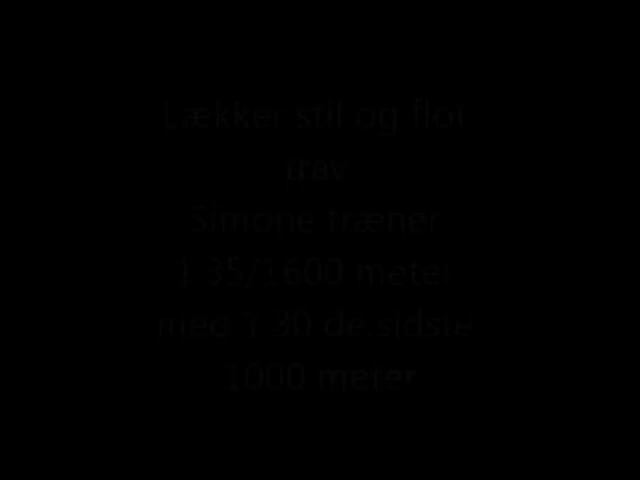 Lækker stil og flot
trav
Simone træner
1.35/1600 meter
med 1.30 de sidste
1000 meter